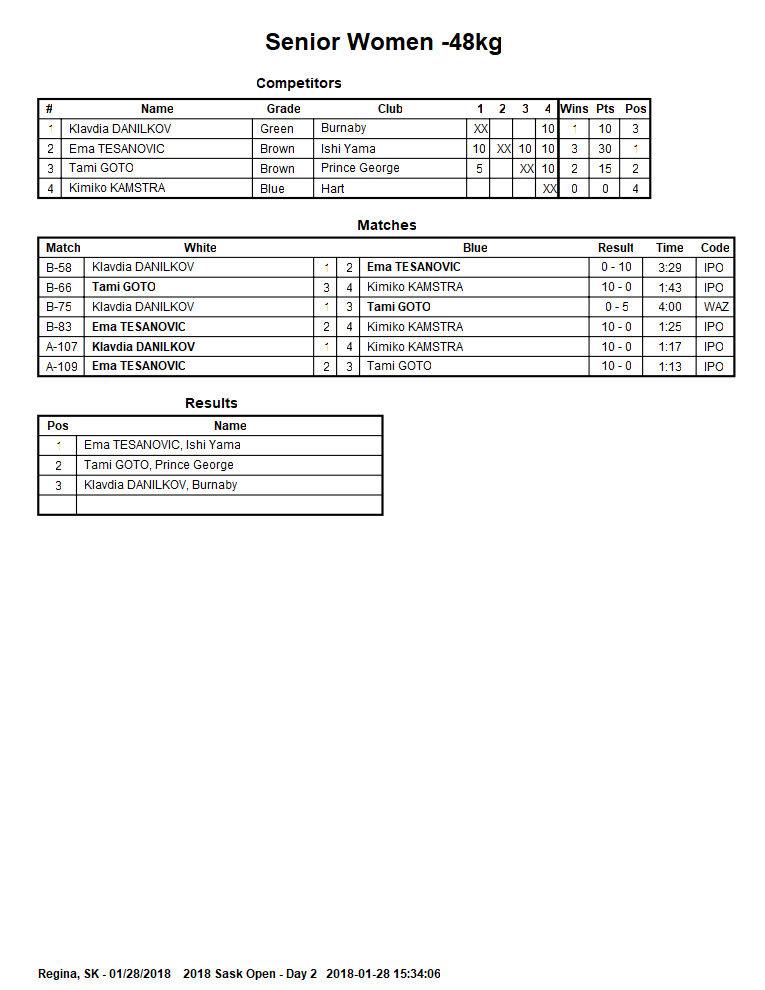 Senior Women -48kg
Competitors
# Name Grade Club 1 2 3 4 Wins Pts Pos
1 Klavdia DANILKOV Green Burnaby XX 10 1 10 3
2 Ema TESANOVIC Brown Ishi Yama 10 XX 10 10 3 30 1
3 Tami GOTO Brown Prince George 5 XX 10 2 15 2
4 Kimiko KAMSTRA Blue Hart XX 0 0 4
Matches
Match White Blue Result Time Code
B-58 Klavdia DANILKOV 1 2 Ema TESANOVIC 0 - 10 3:29 IPO
B-66 Tami GOTO 3 4 Kimiko KAMSTRA 10 - 0 1:43 IPO
B-75 Klavdia DANILKOV 1 3 Tami GOTO 0 - 5 4:00 WAZ
B-83 Ema TESANOVIC 2 4 Kimiko KAMSTRA 10 - 0 1:25 IPO
A-107 Klavdia DANILKOV 1 4 Kimiko KAMSTRA 10 - 0 1:17 IPO
A-109 Ema TESANOVIC 2 3 Tami GOTO 10 - 0 1:13 IPO
Results
Pos Name
1 Ema TESANOVIC, Ishi Yama
2 Tami GOTO, Prince George
3 Klavdia DANILKOV, Burnaby
Regina, SK - 01/28/2018 2018 Sask Open - Day 2 2018-01-28 15:34:06